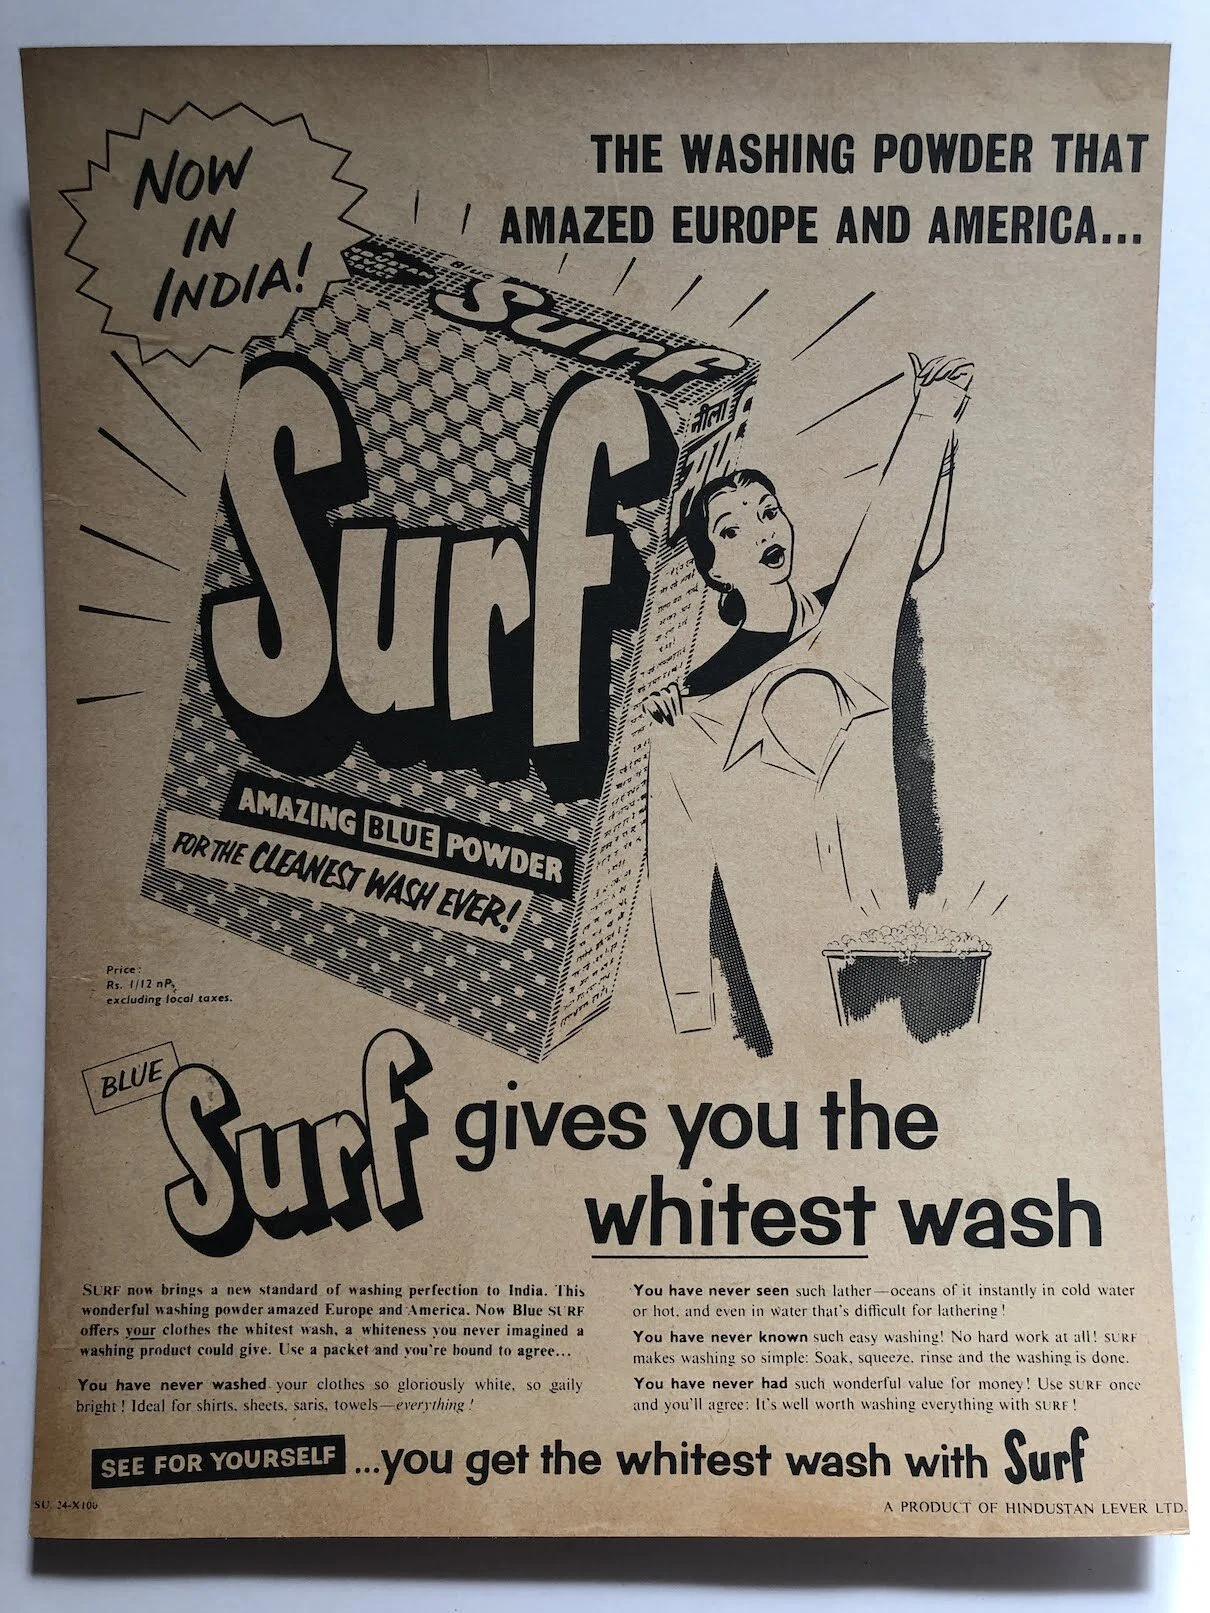 NOW
IN
INDIA!
THE WASHING POWDER THAT
AMAZED EUROPE AND AMERICA...
BLUE
Surf
नीला
Surf
AMAZING BLUE POWDER
FOR THE CLEANEST WASH EVER!
Price:
Rs. 1/12 nP.
excluding local taxes.
BLUE
Surf gives you the
whitest wash
SURF now brings a new standard of washing perfection to India. This
wonderful washing powder amazed Europe and America. Now Blue SURF
offers your clothes the whitest wash, a whiteness you never imagined a
washing product could give. Use a packet and you're bound to agree...
You have never washed your clothes so gloriously white, so gaily
bright! Ideal for shirts, sheets, saris, towels—everything!
You have never seen such lather—oceans of it instantly in cold water
or hot, and even in water that's difficult for lathering!
You have never known such easy washing! No hard work at all! SURF
makes washing so simple: Soak, squeeze, rinse and the washing is done.
You have never had such wonderful value for money! Use SURF once
and you'll agree: It's well worth washing everything with SURF!
SEE FOR YOURSELF ...you get the whitest wash with Surf
SU. 24-X100
A PRODUCT OF HINDUSTAN LEVER LTD.